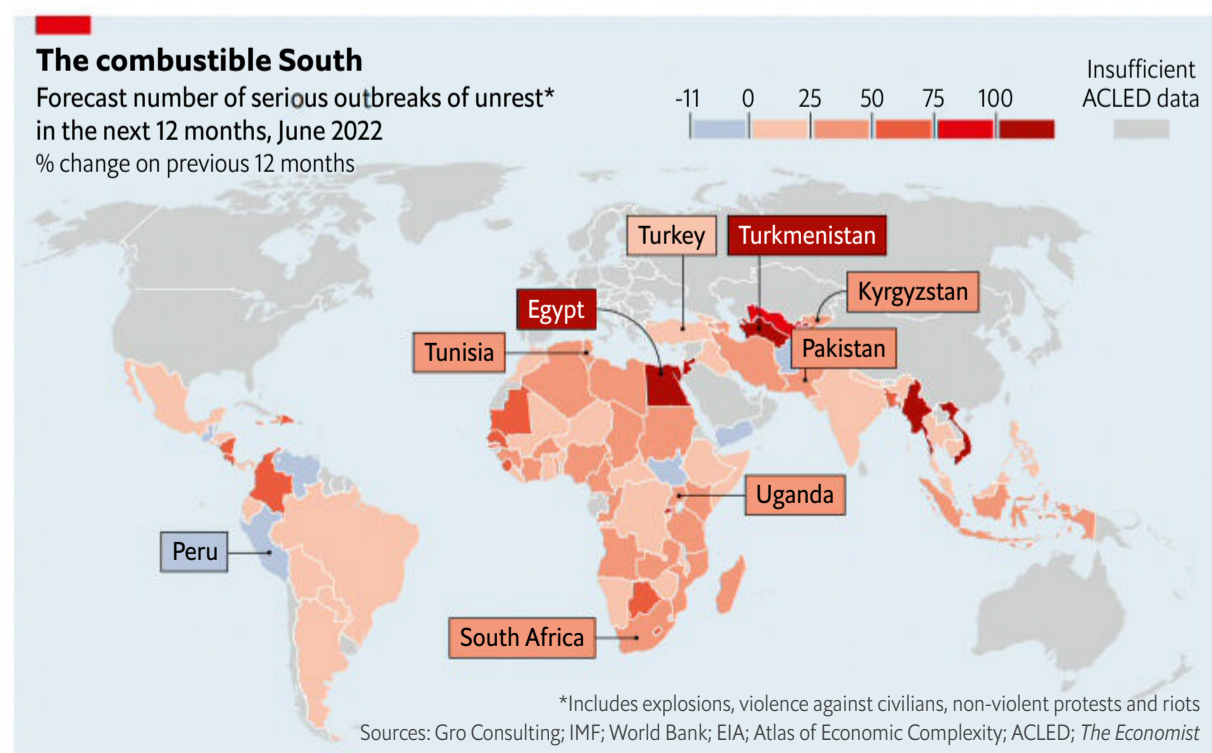 The combustible South
Forecast number of serious outbreaks of unrest*
in the next 12 months, June 2022
% change on previous 12 months
-11 0 25 50 75 100
Insufficient
ACLED data
Turkey
Turkmenistan
Kyrgyzstan
Egypt
Tunisia
Pakistan
Uganda
Peru
South Africa
*Includes explosions, violence against civilians, non-violent protests and riots
Sources: Gro Consulting; IMF; World Bank; EIA; Atlas of Economic Complexity; ACLED; The Economist